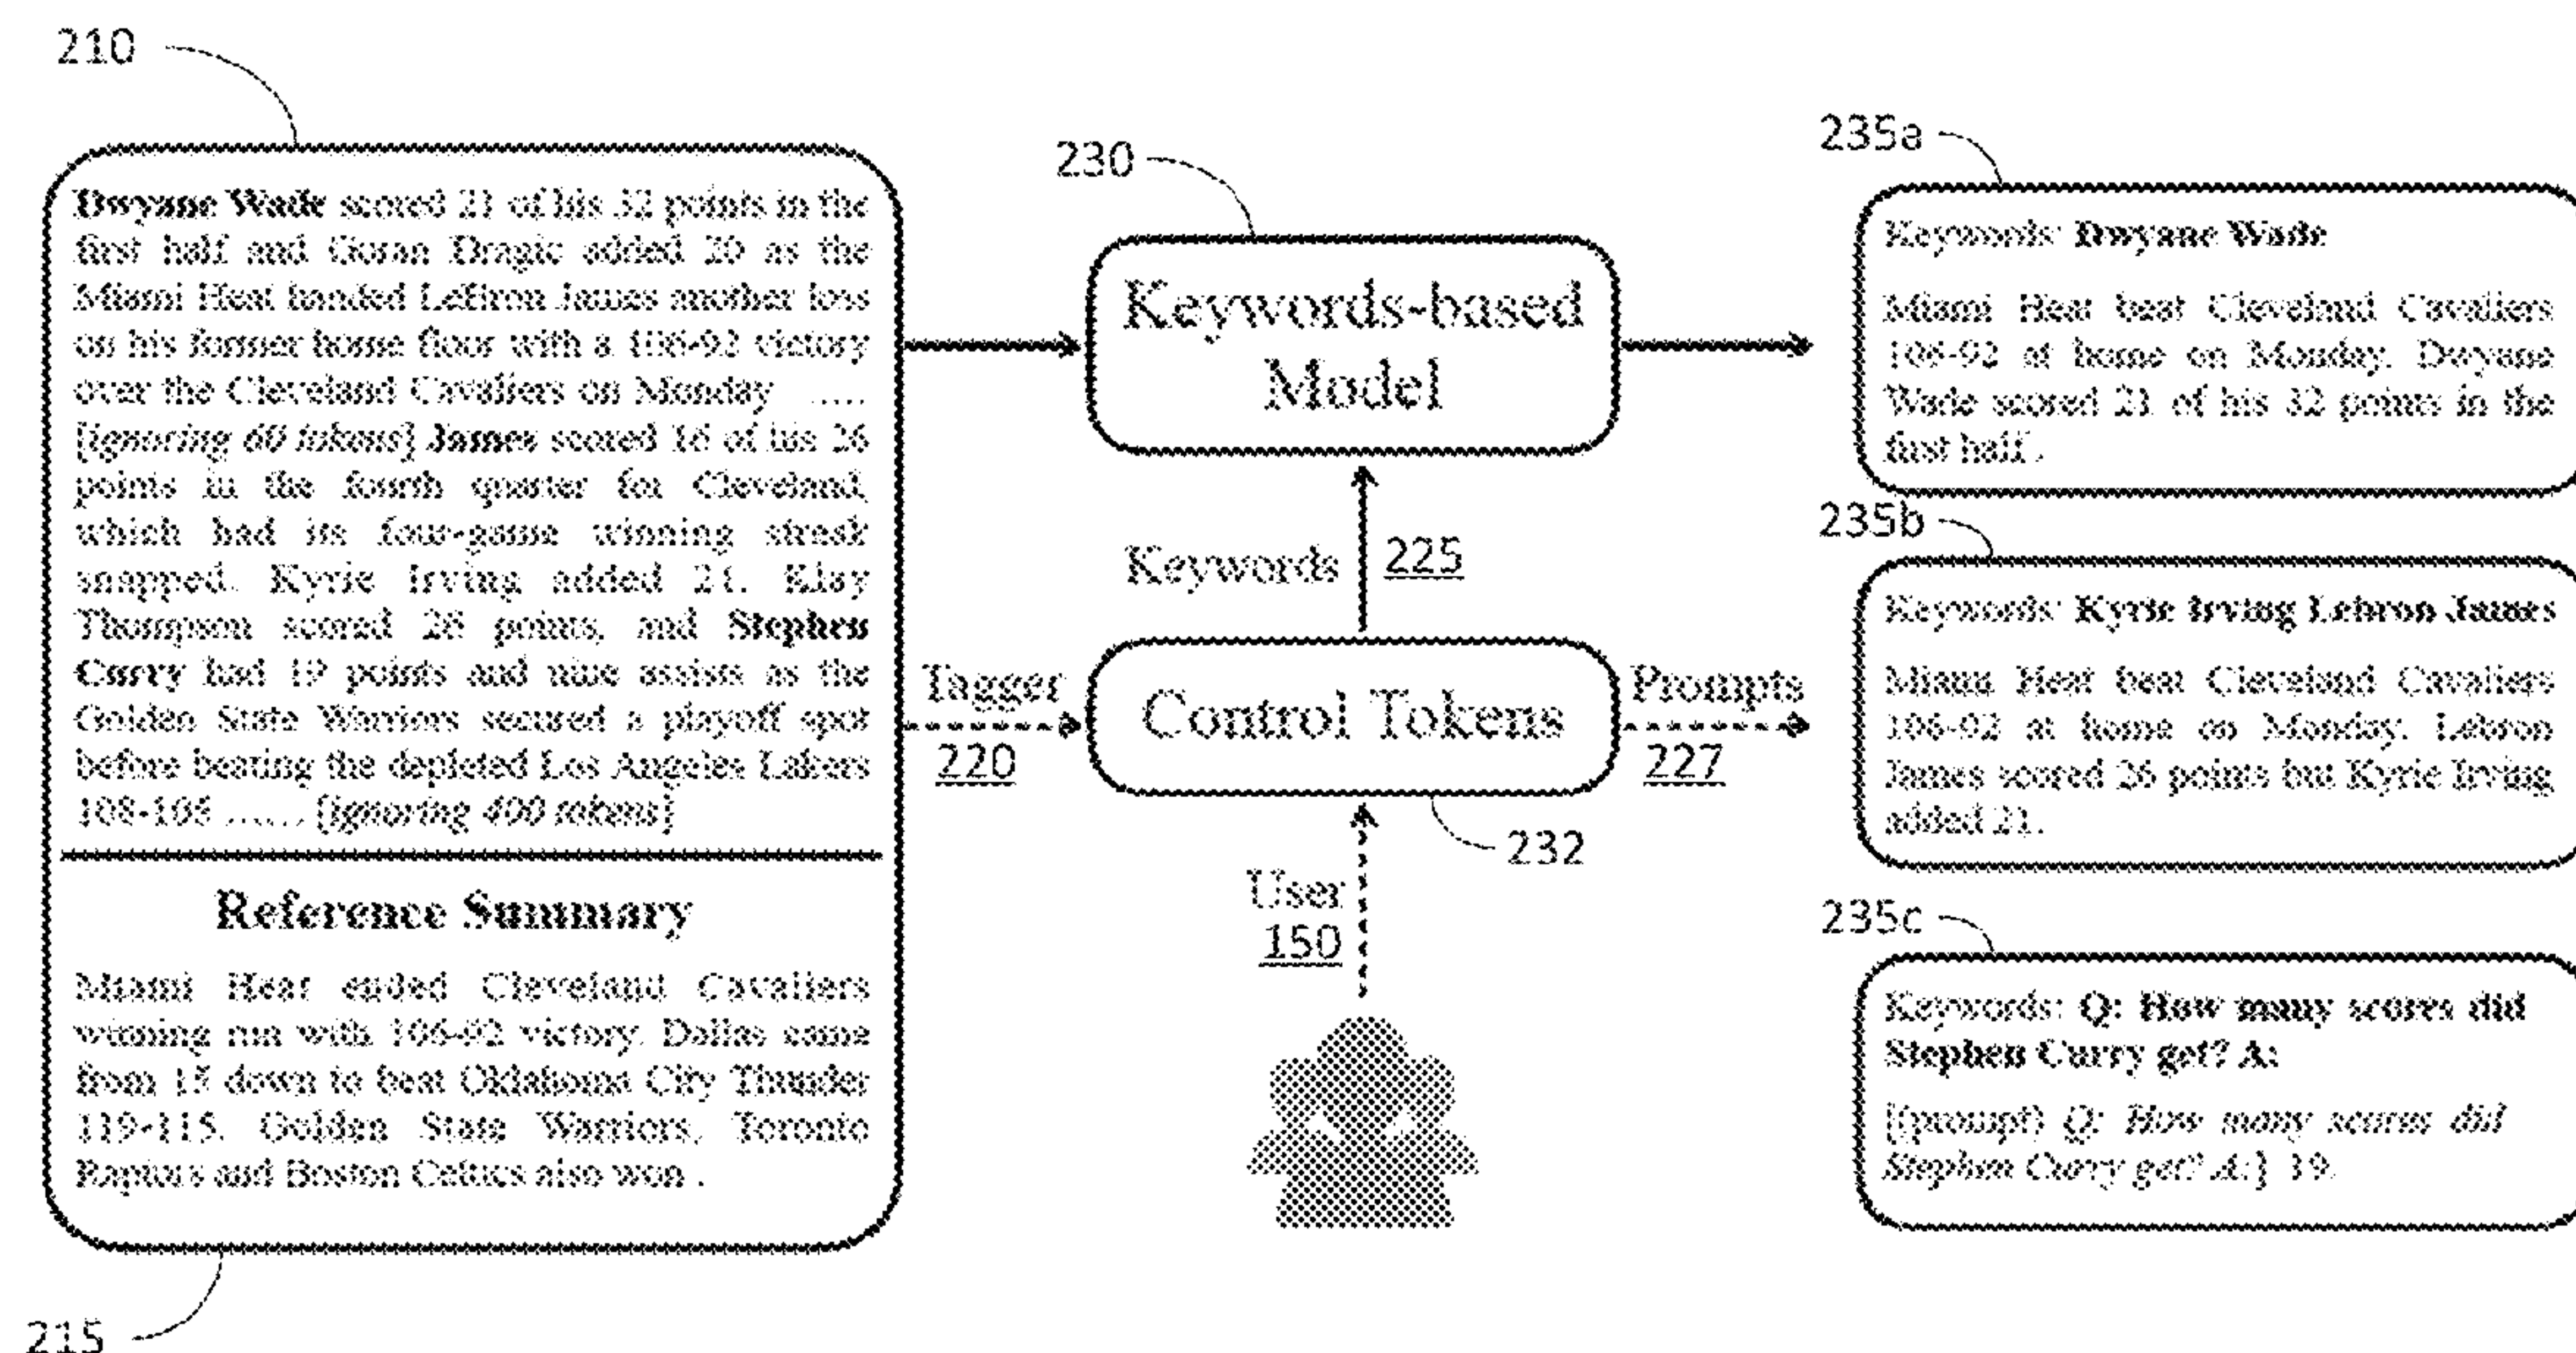 210
Dwyane Wade scored 21 of his 32 points in the
first half and Goran Dragic added 20 as the
Miami Heat handed LeBron James another loss
on his former home floor with a 106-92 victory
over the Cleveland Cavaliers on Monday .....
[ignoring 60 tokens] James scored 16 of his 26
points in the fourth quarter for Cleveland,
which had its four-game winning streak
snapped. Kyrie Irving added 21. Klay
Thompson scored 26 points, and Stephen
Curry had 19 points and nine assists as the
Golden State Warriors secured a playoff spot
before beating the depleted Los Angeles Lakers
108-105 ...... [ignoring 400 tokens]
Reference Summary
Miami Heat ended Cleveland Cavaliers
winning run with 106-92 victory. Dallas came
from 15 down to beat Oklahoma City Thunder
119-115. Golden State Warriors, Toronto
Raptors and Boston Celtics also won .
215
230
Keywords-based
Model
Keywords
225
Tagger
220
Control Tokens
Prompts
227
232
User
150
235a
Keywords: Dwyane Wade
Miami Heat beat Cleveland Cavaliers
106-92 at home on Monday. Dwyane
Wade scored 21 of his 32 points in the
first half .
235b
Keywords: Kyrie Irving Lebron James
Miami Heat beat Cleveland Cavaliers
106-92 at home on Monday. Lebron
James scored 26 points but Kyrie Irving
added 21.
235c
Keywords: Q: How many scores did
Stephen Curry get? A:
[(prompt) Q: How many scores did
Stephen Curry get? A:] 19.